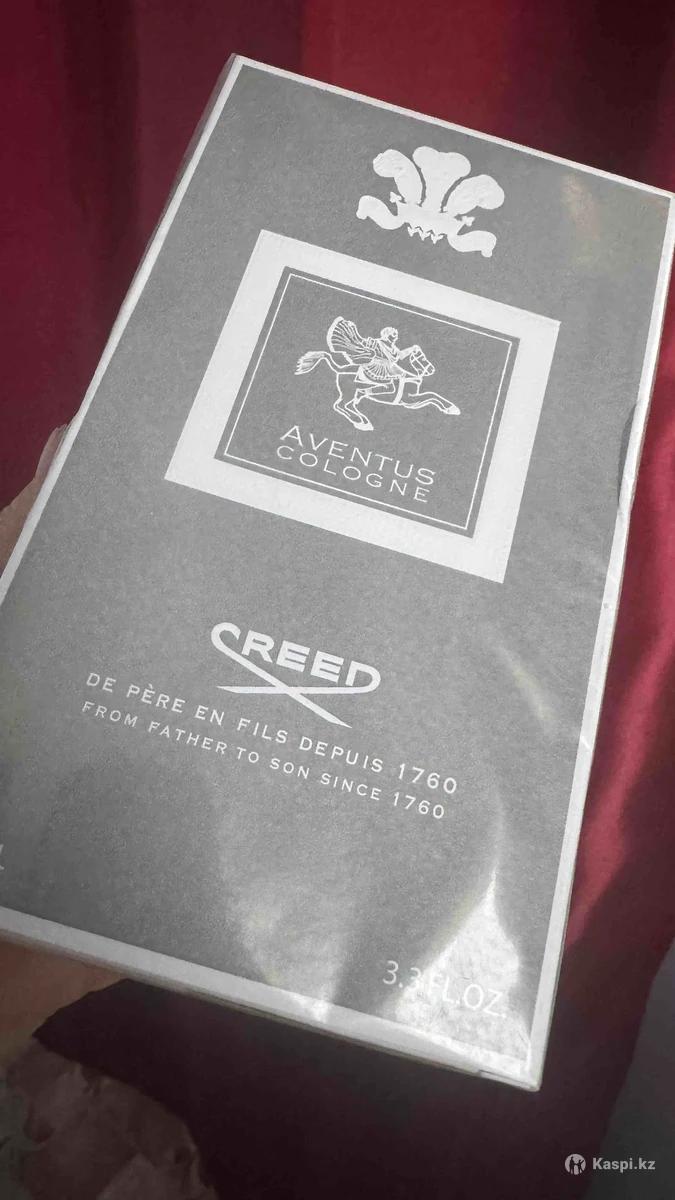 AVENTUS
COLOGNE
CREED
DE PÈRE EN FILS DEPUIS 1760
FROM FATHER TO SON SINCE 1760
3.3 FL.OZ.
Kaspi.kz